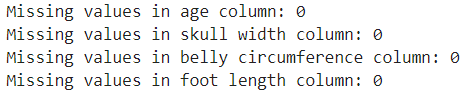 Missing values in age column: 0
Missing values in skull width column: 0
Missing values in belly circumference column: 0
Missing values in foot length column: 0